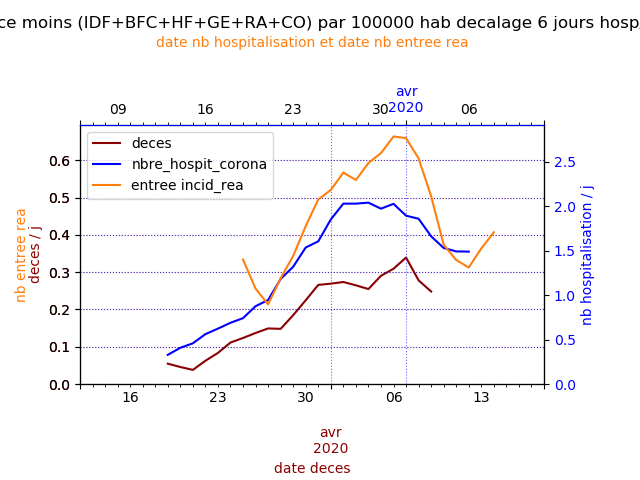 ce moins (IDF+BFC+HF+GE+RA+CO) par 100000 hab decalage 6 jours hosp
date nb hospitalisation et date nb entree rea
avr
2020
09 16 23 30 06
deces
nbre_hospit_corona
entree incid_rea
nb entree rea
deces / j
0.6
0.5
0.4
0.3
0.2
0.1
0.0
2.5
2.0
1.5
1.0
0.5
0.0
nb hospitalisation / j
16 23 30 06 13
avr
2020
date deces